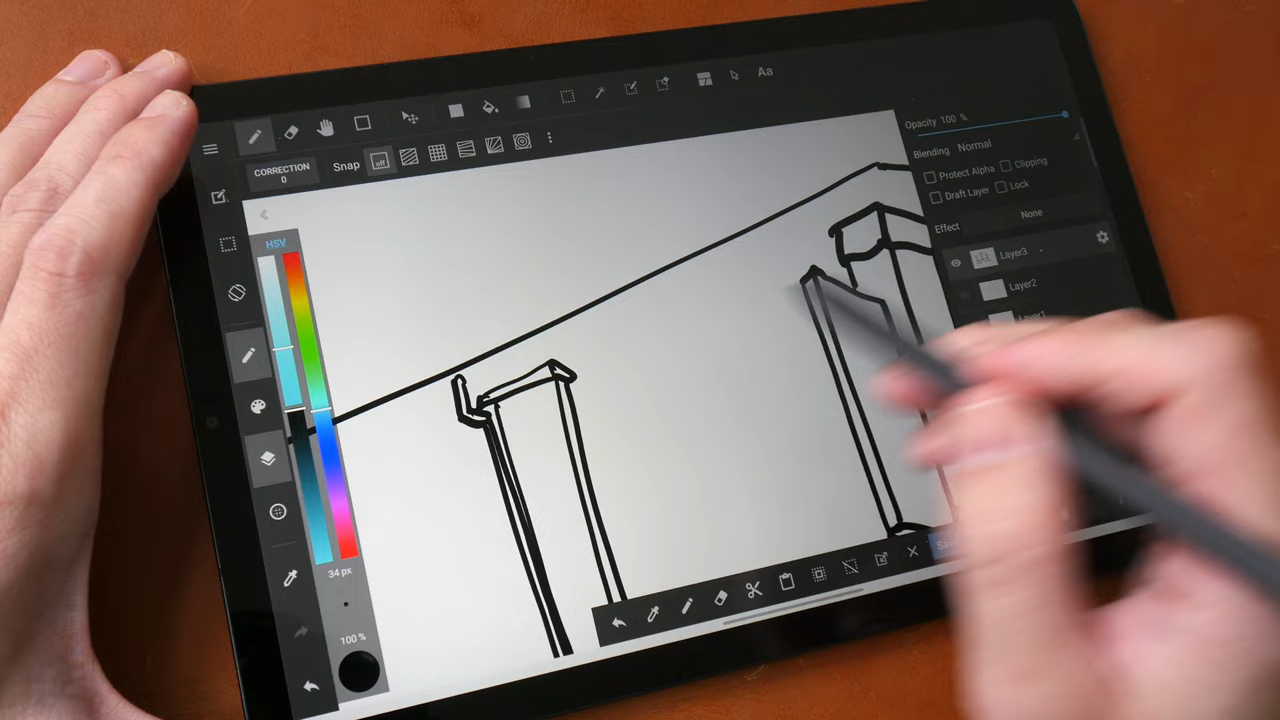 Aa
CORRECTION
0
Snap
off
Opacity 100 %
Blending Normal
Protect Alpha
Clipping
Draft Layer
Lock
Effect
None
HSV
Layer3
Layer2
Layer1
34 px
100 %